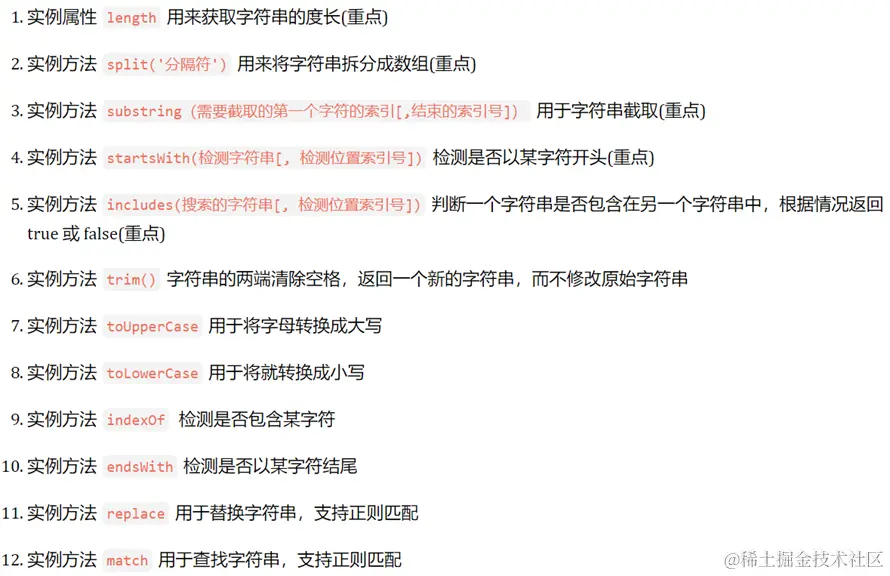 1. 实例属性 length 用来获取字符串的度长(重点)
2. 实例方法 split('分隔符') 用来将字符串拆分成数组(重点)
3. 实例方法 substring（需要截取的第一个字符的索引[,结束的索引号]） 用于字符串截取(重点)
4. 实例方法 startsWith(检测字符串[, 检测位置索引号]) 检测是否以某字符开头(重点)
5. 实例方法 includes(搜索的字符串[, 检测位置索引号]) 判断一个字符串是否包含在另一个字符串中，根据情况返回
true 或 false(重点)
6. 实例方法 trim() 字符串的两端清除空格，返回一个新的字符串，而不修改原始字符串
7. 实例方法 toUpperCase 用于将字母转换成大写
8. 实例方法 toLowerCase 用于将就转换成小写
9. 实例方法 indexOf 检测是否包含某字符
10. 实例方法 endsWith 检测是否以某字符结尾
11. 实例方法 replace 用于替换字符串，支持正则匹配
12. 实例方法 match 用于查找字符串，支持正则匹配
@稀土掘金技术社区